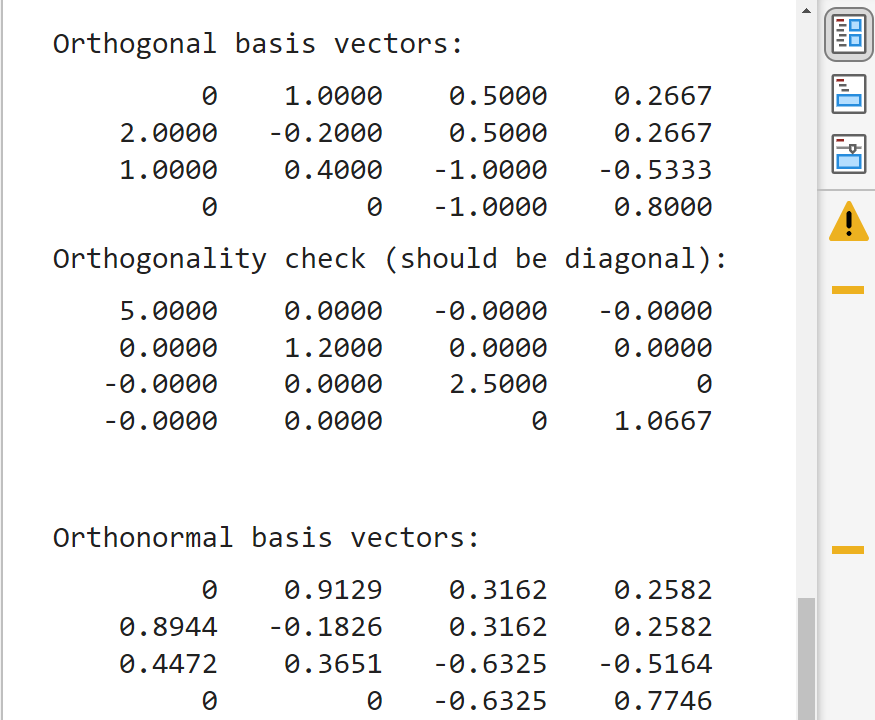 Orthogonal basis vectors:
0 1.0000 0.5000 0.2667
2.0000 -0.2000 0.5000 0.2667
1.0000 0.4000 -1.0000 -0.5333
0 0 -1.0000 0.8000
Orthogonality check (should be diagonal):
5.0000 0.0000 -0.0000 -0.0000
0.0000 1.2000 0.0000 0.0000
-0.0000 0.0000 2.5000 0
-0.0000 0.0000 0 1.0667
Orthonormal basis vectors:
0 0.9129 0.3162 0.2582
0.8944 -0.1826 0.3162 0.2582
0.4472 0.3651 -0.6325 -0.5164
0 0 -0.6325 0.7746